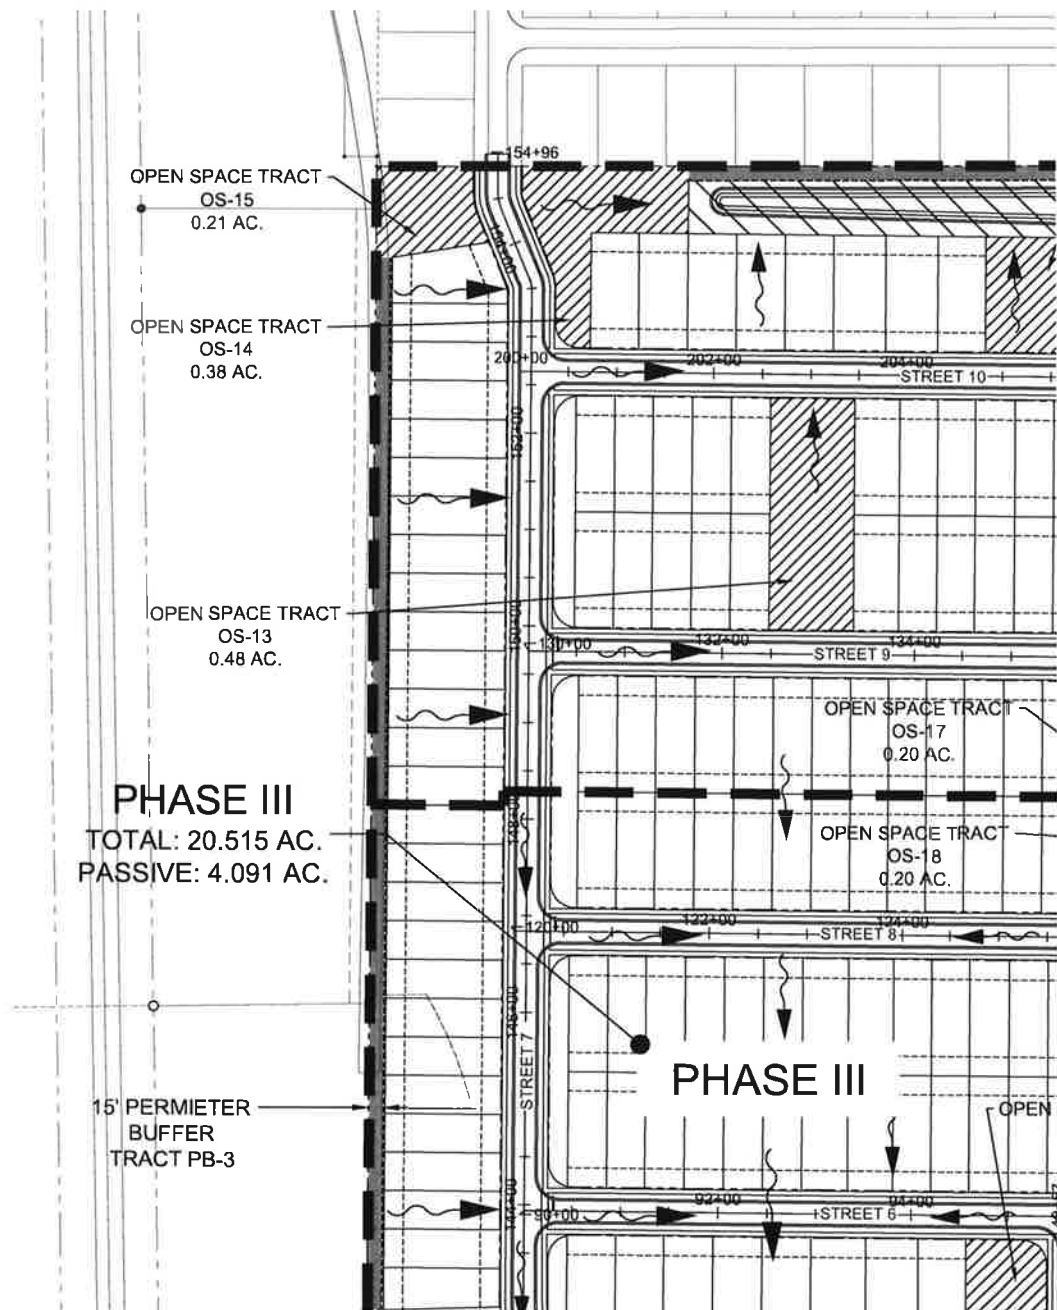 154+96
OPEN SPACE TRACT
OS-15
0.21 AC.
154+00
OPEN SPACE TRACT
OS-14
0.38 AC.
200+00
202+00
204+00
STREET 10
152+00
OPEN SPACE TRACT
OS-13
0.48 AC.
150+00
130+00
132+00
134+00
STREET 9
OPEN SPACE TRACT
OS-17
0.20 AC.
PHASE III
TOTAL: 20.515 AC.
PASSIVE: 4.091 AC.
148+00
OPEN SPACE TRACT
OS-18
0.20 AC.
120+00
122+00
124+00
STREET 8
146+00
STREET 7
PHASE III
15' PERMIETER
BUFFER
TRACT PB-3
OPEN
144+00
90+00
92+00
94+00
STREET 6